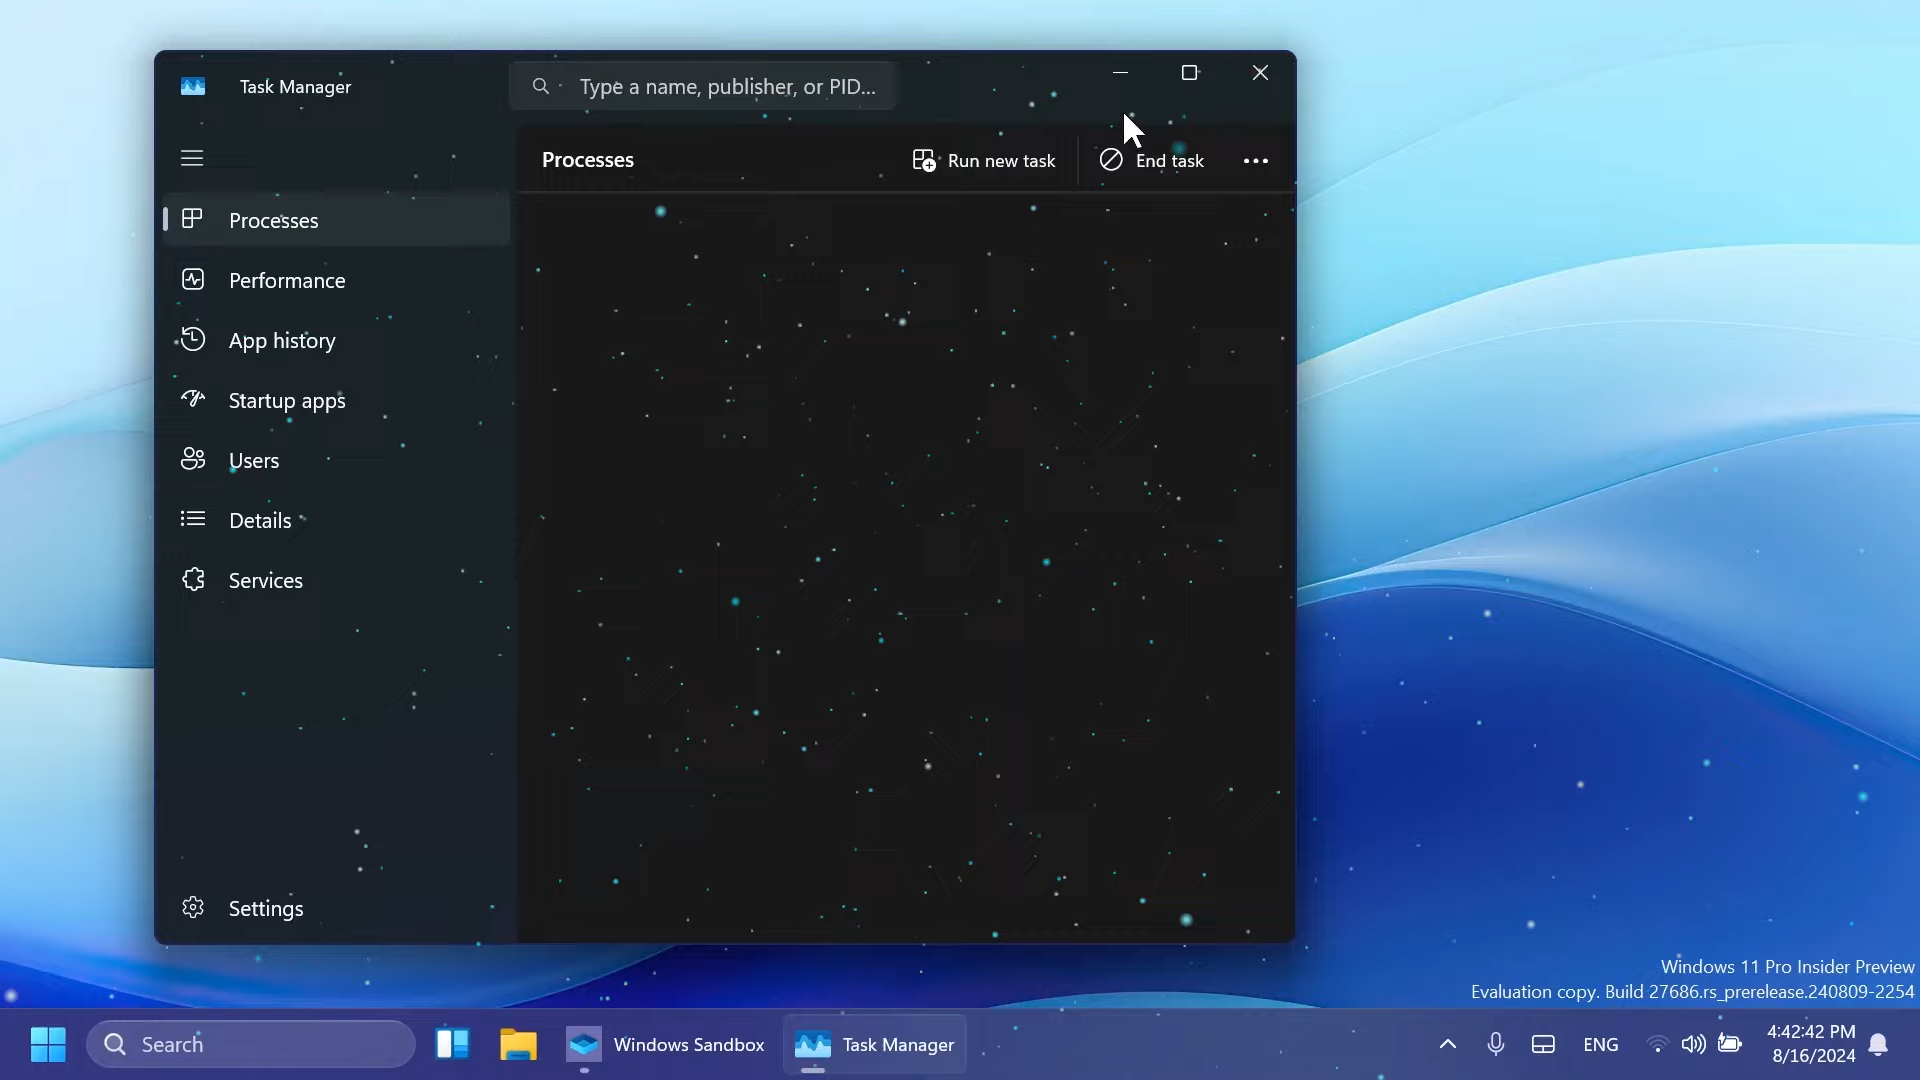 Task Manager
Type a name, publisher, or PID...
Processes
Run new task
End task
Processes
Performance
App history
Startup apps
Users
Details
Services
Settings
Windows 11 Pro Insider Preview
Evaluation copy. Build 27686.rs_prerelease.240809-2254
Search
Windows Sandbox
Task Manager
ENG
4:42:42 PM
8/16/2024